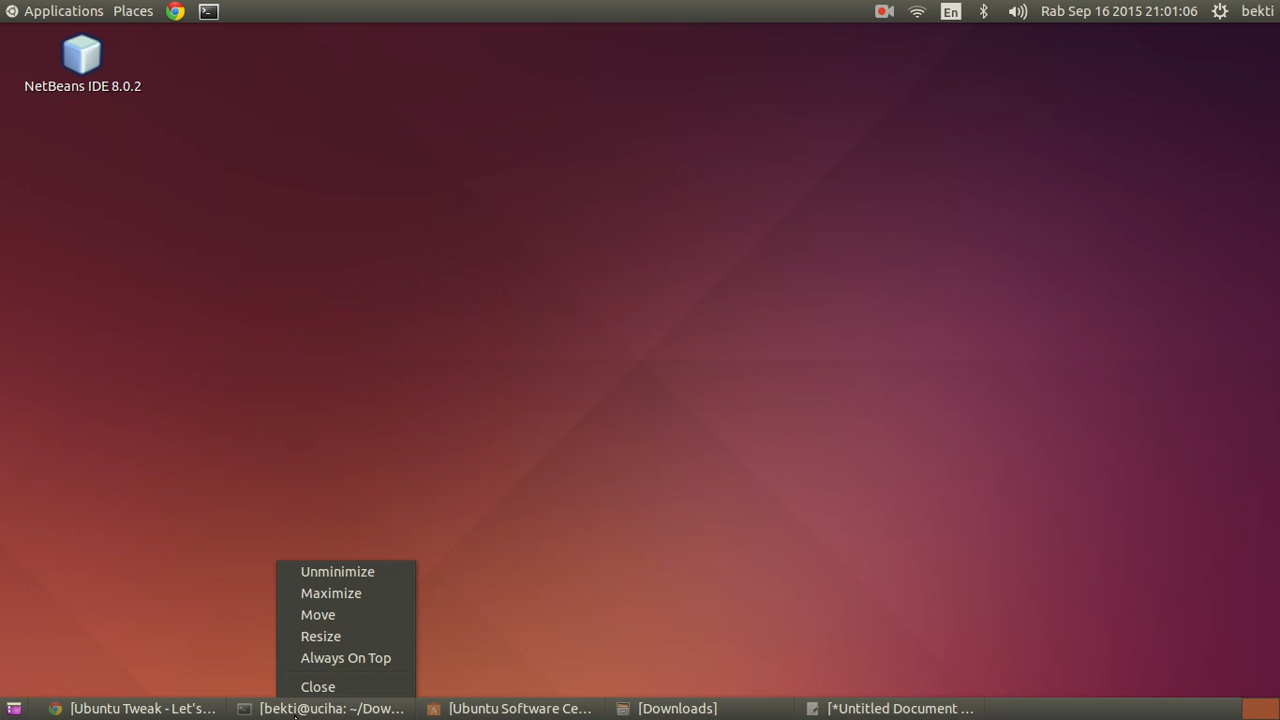 Applications Places En Rab Sep 16 2015 21:01:06 bekti
NetBeans IDE 8.0.2
Unminimize
Maximize
Move
Resize
Always On Top
Close
[Ubuntu Tweak - Let's... [bekti@uciha: ~/Dow... [Ubuntu Software Ce... [Downloads] [*Untitled Document ...